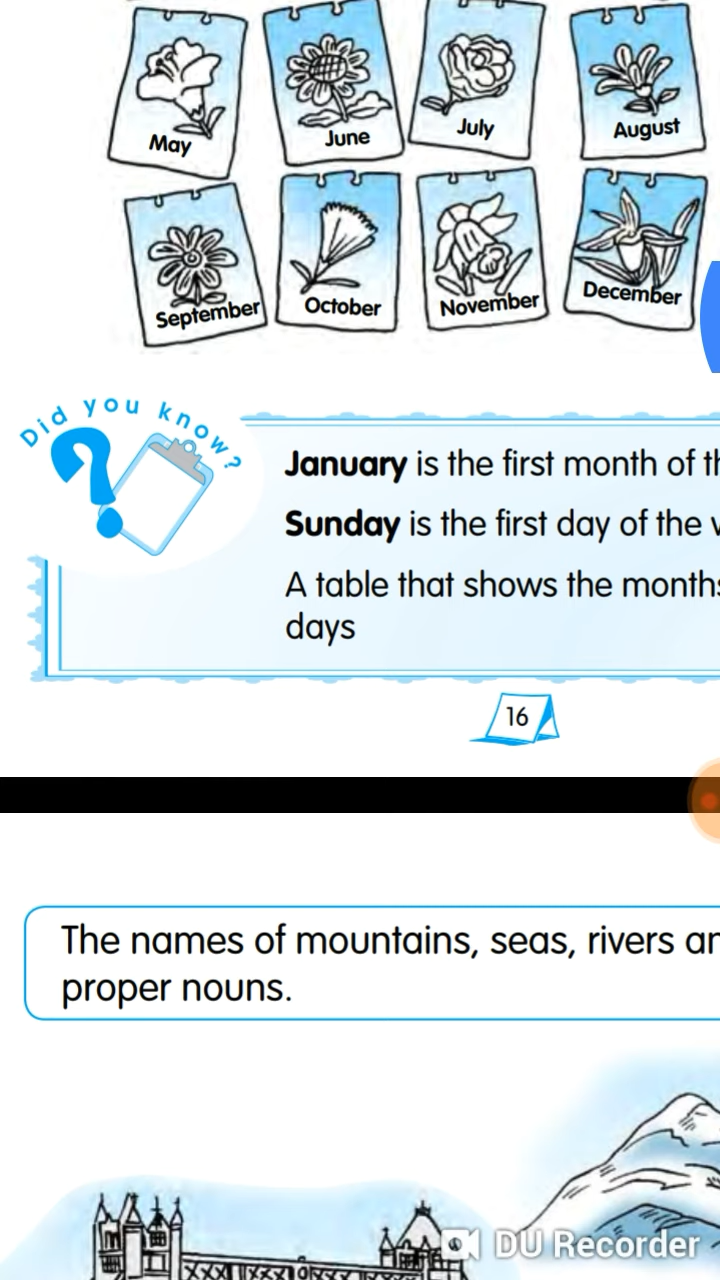 May
June
July
August
September
October
November
December
Did you know?
January is the first month of
Sunday is the first day of the
A table that shows the months
days
16
The names of mountains, seas, rivers
proper nouns.
DU Recorder